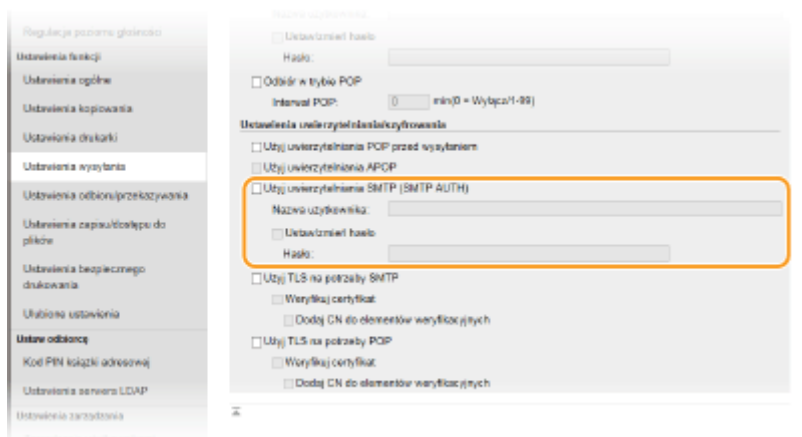 Regulacja poziomu głośności
Ustawienia funkcji
Ustawienia ogólne
Ustawienia kopiowania
Ustawienia drukarki
Ustawienia wysyłania
Ustawienia odbioru/przekazywania
Ustawienia zapisu/dostępu do
plików
Ustawienia bezpiecznego
drukowania
Ulubione ustawienia
Ustaw odbiorcę
Kod PIN książki adresowej
Ustawienia serwera LDAP
Ustawienia zarządzania
Nazwa użytkownika:
Ustaw/zmień hasło
Hasło:
Odbiór w trybie POP
Interwał POP:
0
min(0 = Wyłącz/1-99)
Ustawienia uwierzytelniania/szyfrowania
Użyj uwierzytelniania POP przed wysyłaniem
Użyj uwierzytelniania APOP
Użyj uwierzytelniania SMTP (SMTP AUTH)
Nazwa użytkownika:
Ustaw/zmień hasło
Hasło:
Użyj TLS na potrzeby SMTP
Weryfikuj certyfikat
Dodaj CN do elementów weryfikacyjnych
Użyj TLS na potrzeby POP
Weryfikuj certyfikat
Dodaj CN do elementów weryfikacyjnych